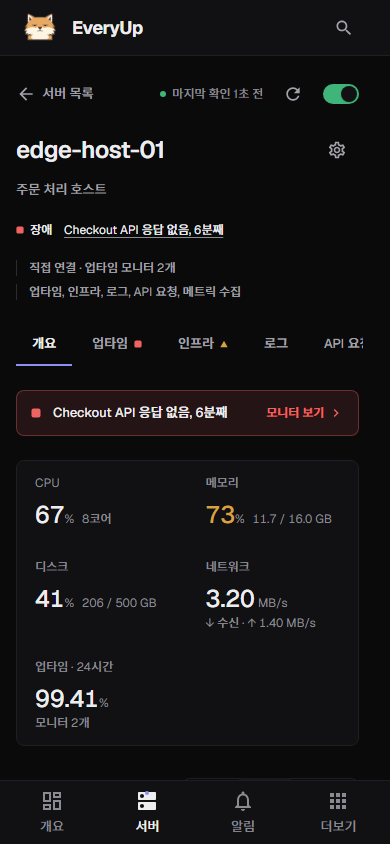 EveryUp
서버 목록
마지막 확인 1초 전
edge-host-01
주문 처리 호스트
장애 Checkout API 응답 없음, 6분째
직접 연결 · 업타임 모니터 2개
업타임, 인프라, 로그, API 요청, 메트릭 수집
개요 업타임 인프라 로그 API 요
Checkout API 응답 없음, 6분째 모니터 보기
CPU 메모리
67% 8코어 73% 11.7 / 16.0 GB
디스크 네트워크
41% 206 / 500 GB 3.20 MB/s
↓ 수신 · ↑ 1.40 MB/s
업타임 · 24시간
99.41%
모니터 2개
개요 서버 알림 더보기